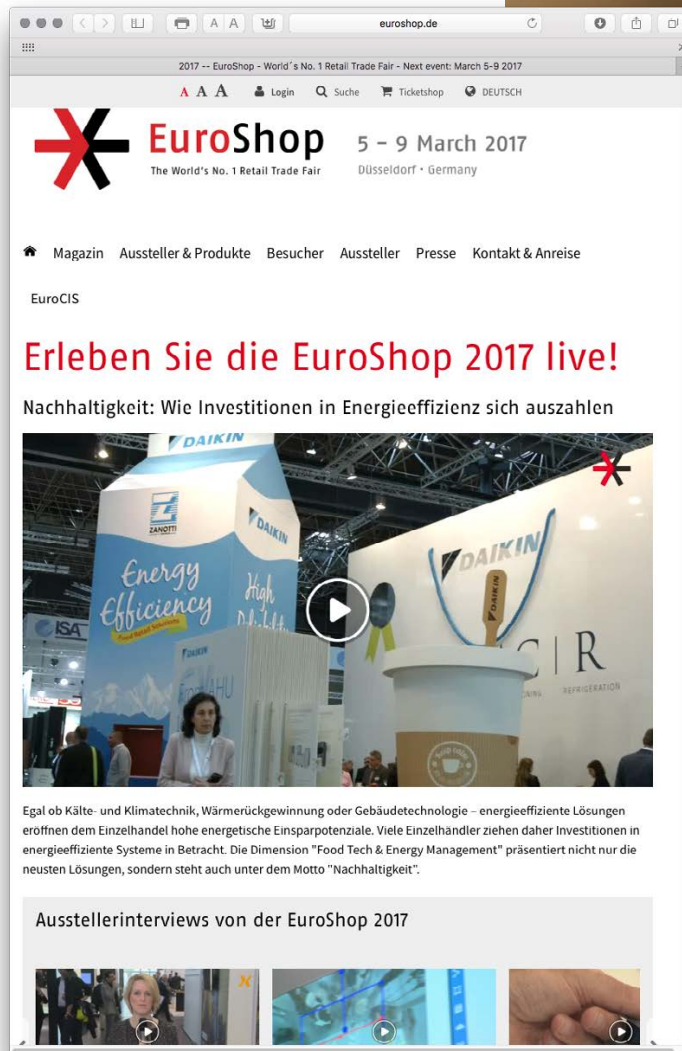 A A
euroshop.de
2017 -- EuroShop - World´s No. 1 Retail Trade Fair - Next event: March 5-9 2017
A A A Login Suche Ticketshop DEUTSCH
EuroShop
The World's No. 1 Retail Trade Fair
5 – 9 March 2017
Düsseldorf • Germany
Magazin Aussteller & Produkte Besucher Aussteller Presse Kontakt & Anreise
EuroCIS
Erleben Sie die EuroShop 2017 live!
Nachhaltigkeit: Wie Investitionen in Energieeffizienz sich auszahlen
DAIKIN
ZANOTTI
Energy
Efficiency
Food Retail Solutions
DAIKIN
High
ISA
DAIKIN
AHU
DAIKIN
DAIKIN
C | R
REFRIGERATION
Egal ob Kälte- und Klimatechnik, Wärmerückgewinnung oder Gebäudetechnologie – energieeffiziente Lösungen
eröffnen dem Einzelhandel hohe energetische Einsparpotenziale. Viele Einzelhändler ziehen daher Investitionen in
energieeffiziente Systeme in Betracht. Die Dimension "Food Tech & Energy Management" präsentiert nicht nur die
neusten Lösungen, sondern steht auch unter dem Motto "Nachhaltigkeit".
Ausstellerinterviews von der EuroShop 2017